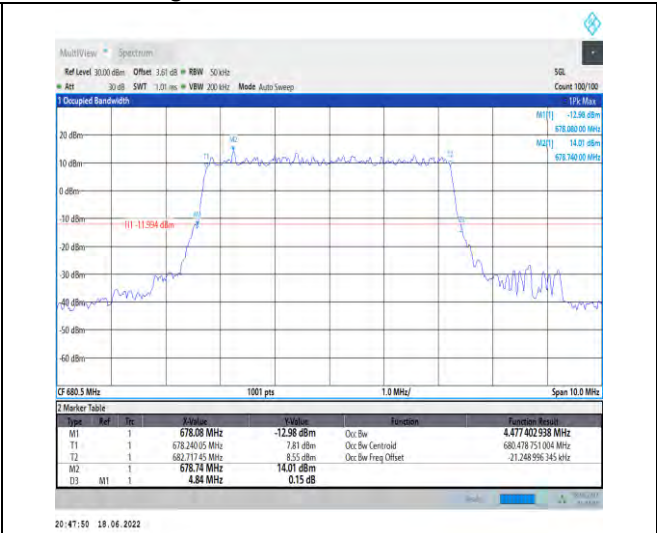 MultiView Spectrum
Ref Level 30.00 dBm Offset 3.61 dB RBW 50 kHz SGL
Att 30 dB SWT 1.01 ms VBW 200 kHz Mode Auto Sweep Count 100/100
1 Occupied Bandwidth 1Pk Max
M1[1] -12.98 dBm
678.080 00 MHz
M2[1] 14.01 dBm
678.740 00 MHz
20 dBm
M2
T1
T2
10 dBm
0 dBm
-10 dBm
H1 -11.994 dBm
-20 dBm
-30 dBm
-40 dBm
-50 dBm
-60 dBm
CF 680.5 MHz 1001 pts 1.0 MHz/ Span 10.0 MHz
2 Marker Table
Type Ref Trc X-Value Y-Value Function Function Result
M1 1 678.08 MHz -12.98 dBm Occ Bw 4.477 402 938 MHz
T1 1 678.240 05 MHz 7.81 dBm Occ Bw Centroid 680.478 751 004 MHz
T2 1 682.717 45 MHz 8.55 dBm Occ Bw Freq Offset -21.248 996 345 kHz
M2 1 678.74 MHz 14.01 dBm
D3 M1 1 4.84 MHz 0.15 dB
20:47:50 18.06.2022